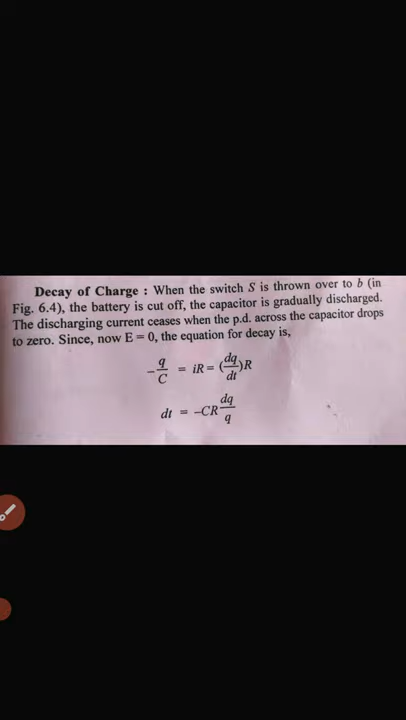 Decay of Charge : When the switch S is thrown over to b (in
Fig. 6.4), the battery is cut off, the capacitor is gradually discharged.
The discharging current ceases when the p.d. across the capacitor drops
to zero. Since, now E = 0, the equation for decay is,
-q/C = iR = (dq/dt)R
dt = -CR dq/q